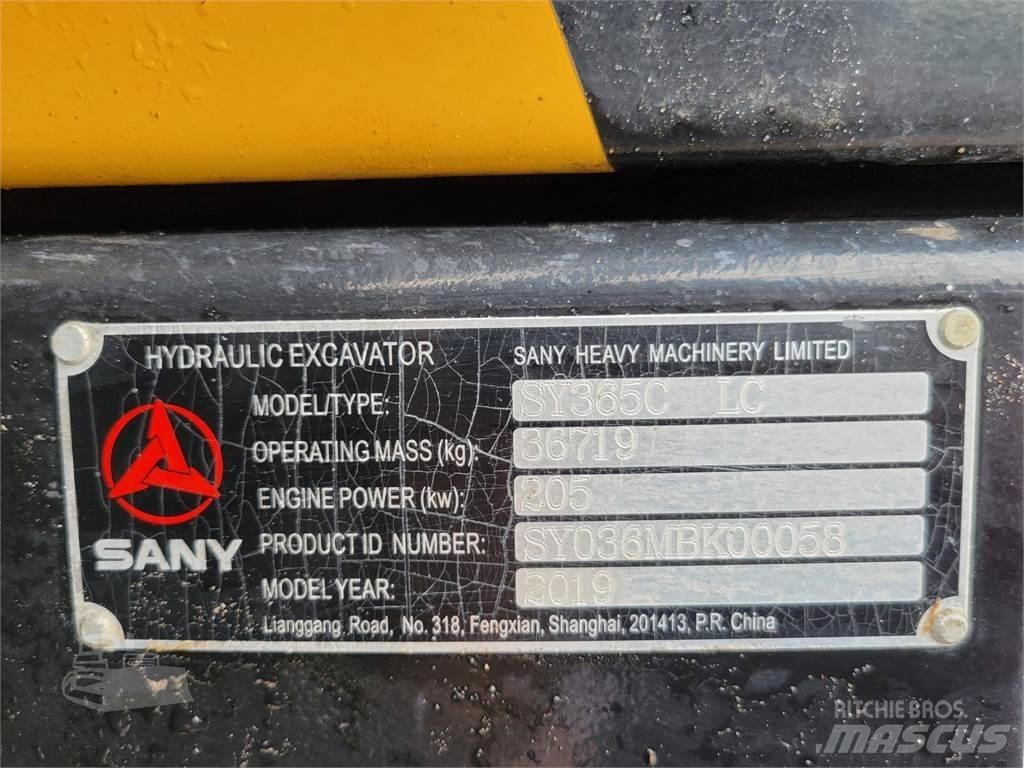 HYDRAULIC EXCAVATOR SANY HEAVY MACHINERY LIMITED
MODEL/TYPE: SY365C LC
OPERATING MASS (kg): 36719
ENGINE POWER (kw): 205
PRODUCT ID NUMBER: SY036MBK00058
MODEL YEAR: 2019
SANY
Lianggang Road, No. 318, Fengxian, Shanghai, 201413, P.R. China
RITCHIE BROS.
MASCUS